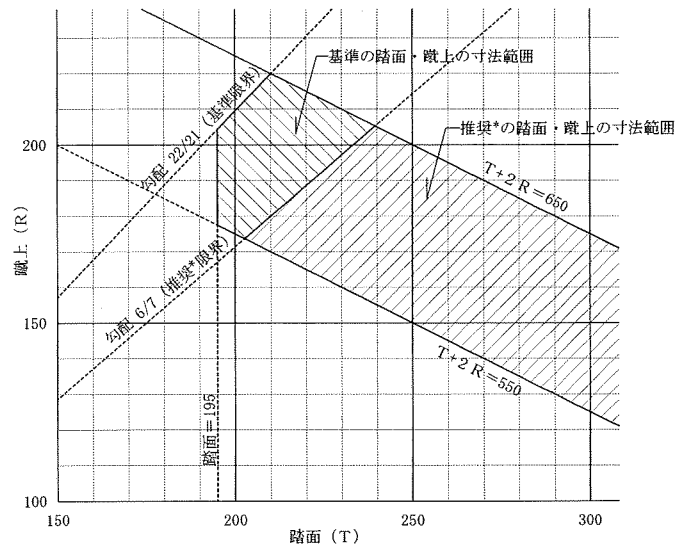 基準の踏面・蹴上の寸法範囲
推奨*の踏面・蹴上の寸法範囲
勾配 22/21 (基準限界)
勾配 6/7 (推奨*限界)
T+2R=650
T+2R=550
踏面=195
蹴上 (R)
200
150
100
150
200
250
300
踏面 (T)